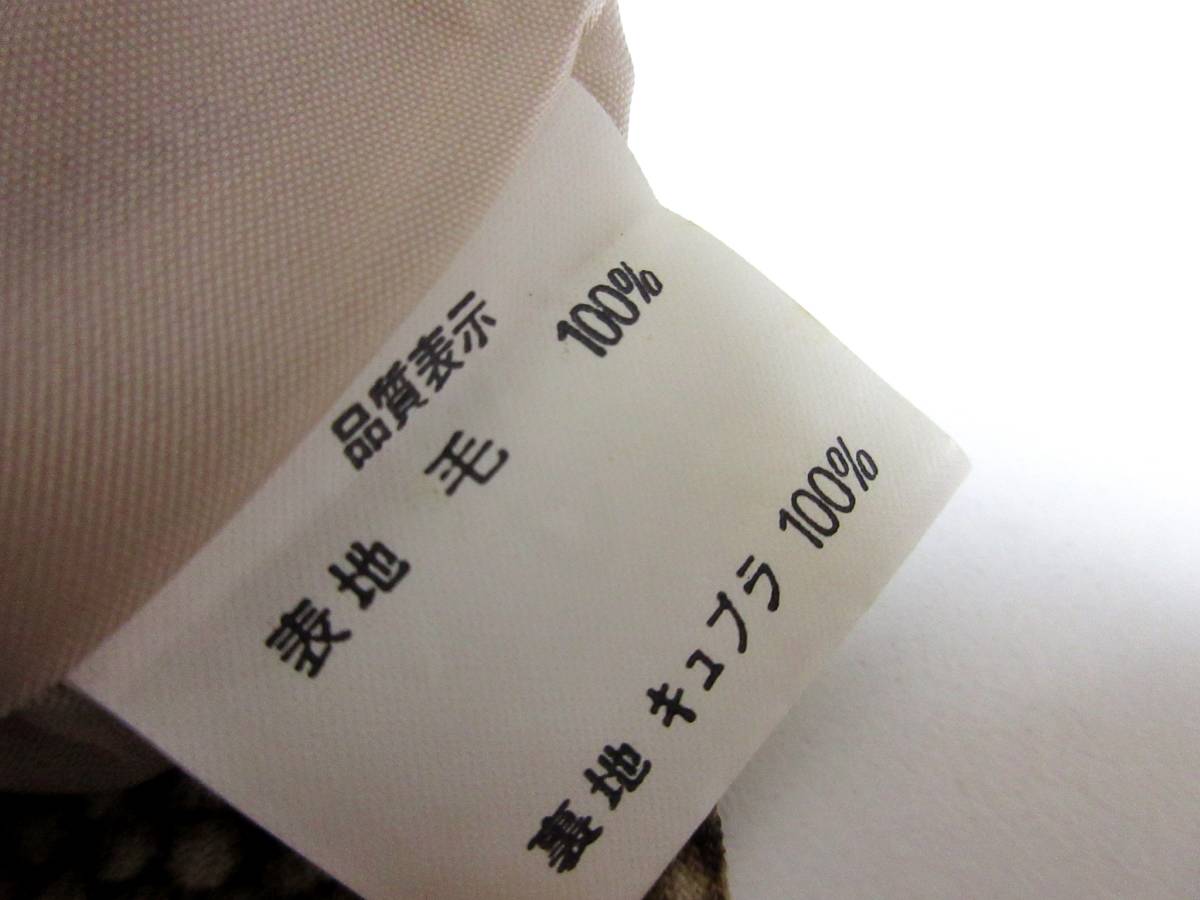 品質表示
表地 毛 100%
裏地 キュプラ 100%